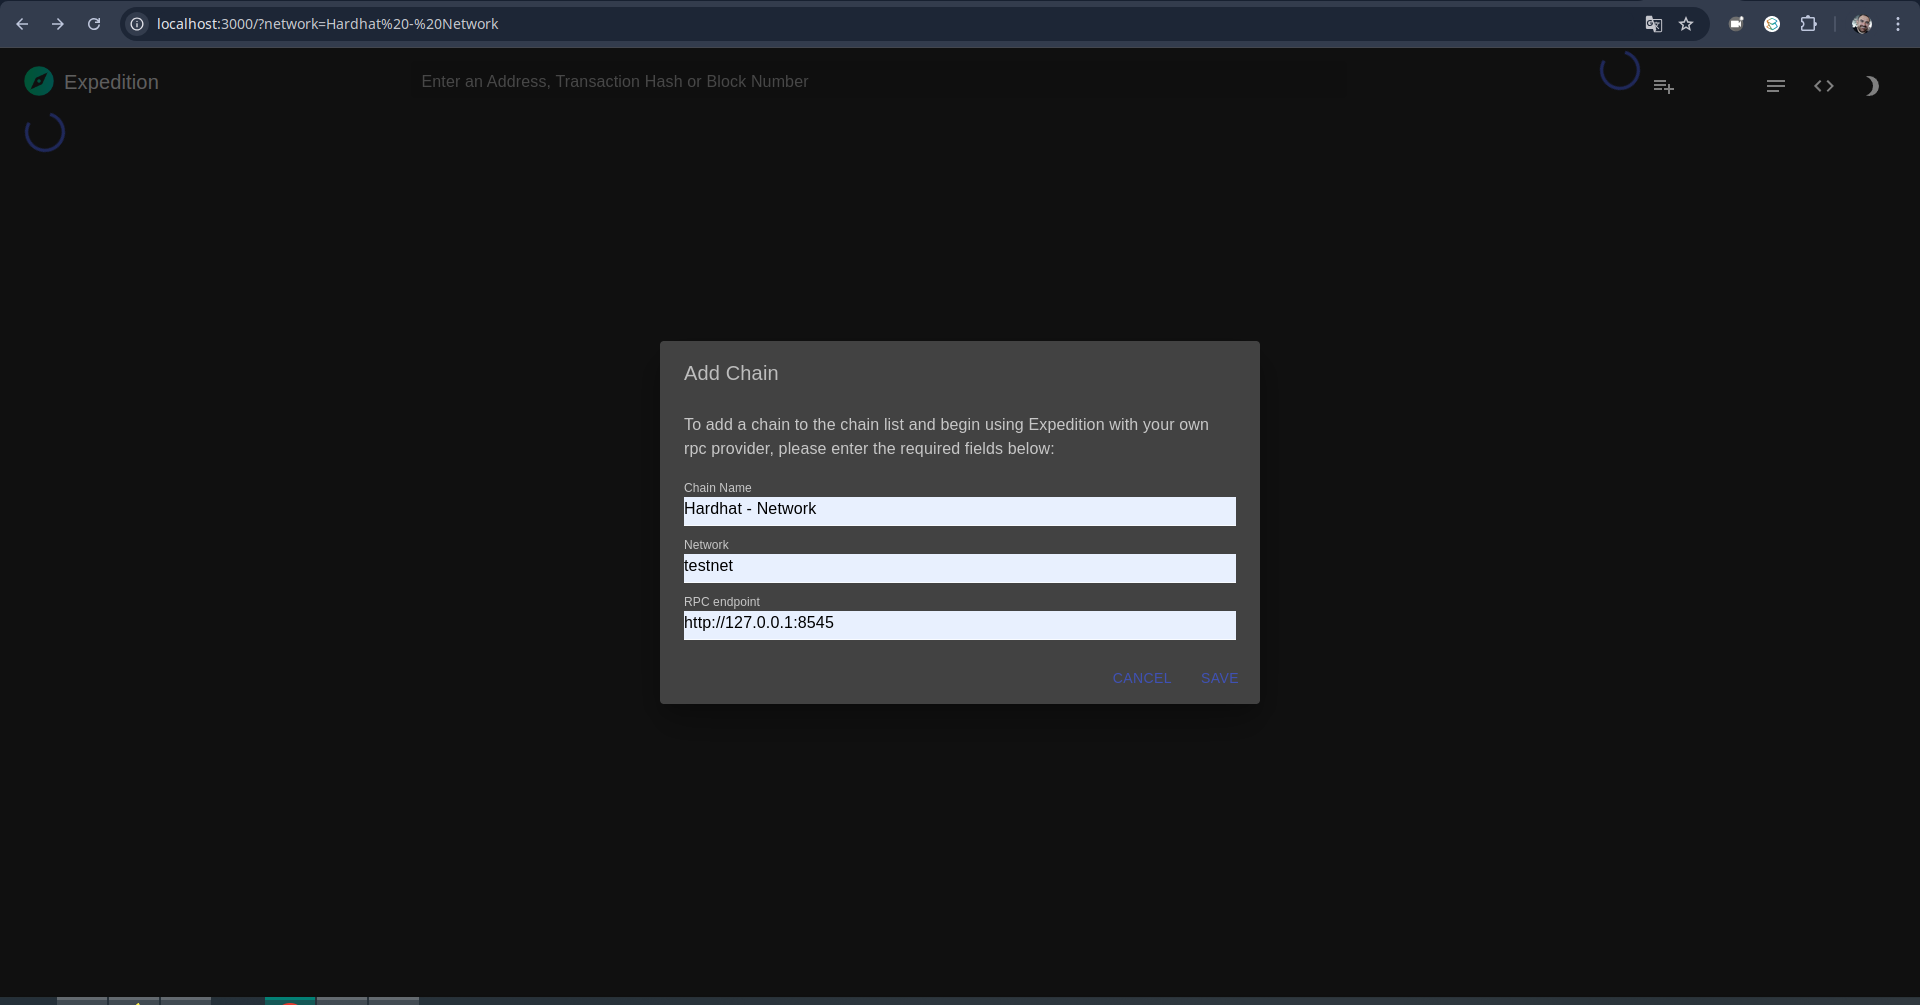 localhost:3000/?network=Hardhat%20-%20Network
Expedition
Enter an Address, Transaction Hash or Block Number
Add Chain
To add a chain to the chain list and begin using Expedition with your own
rpc provider, please enter the required fields below:
Chain Name
Hardhat - Network
Network
testnet
RPC endpoint
http://127.0.0.1:8545
CANCEL SAVE